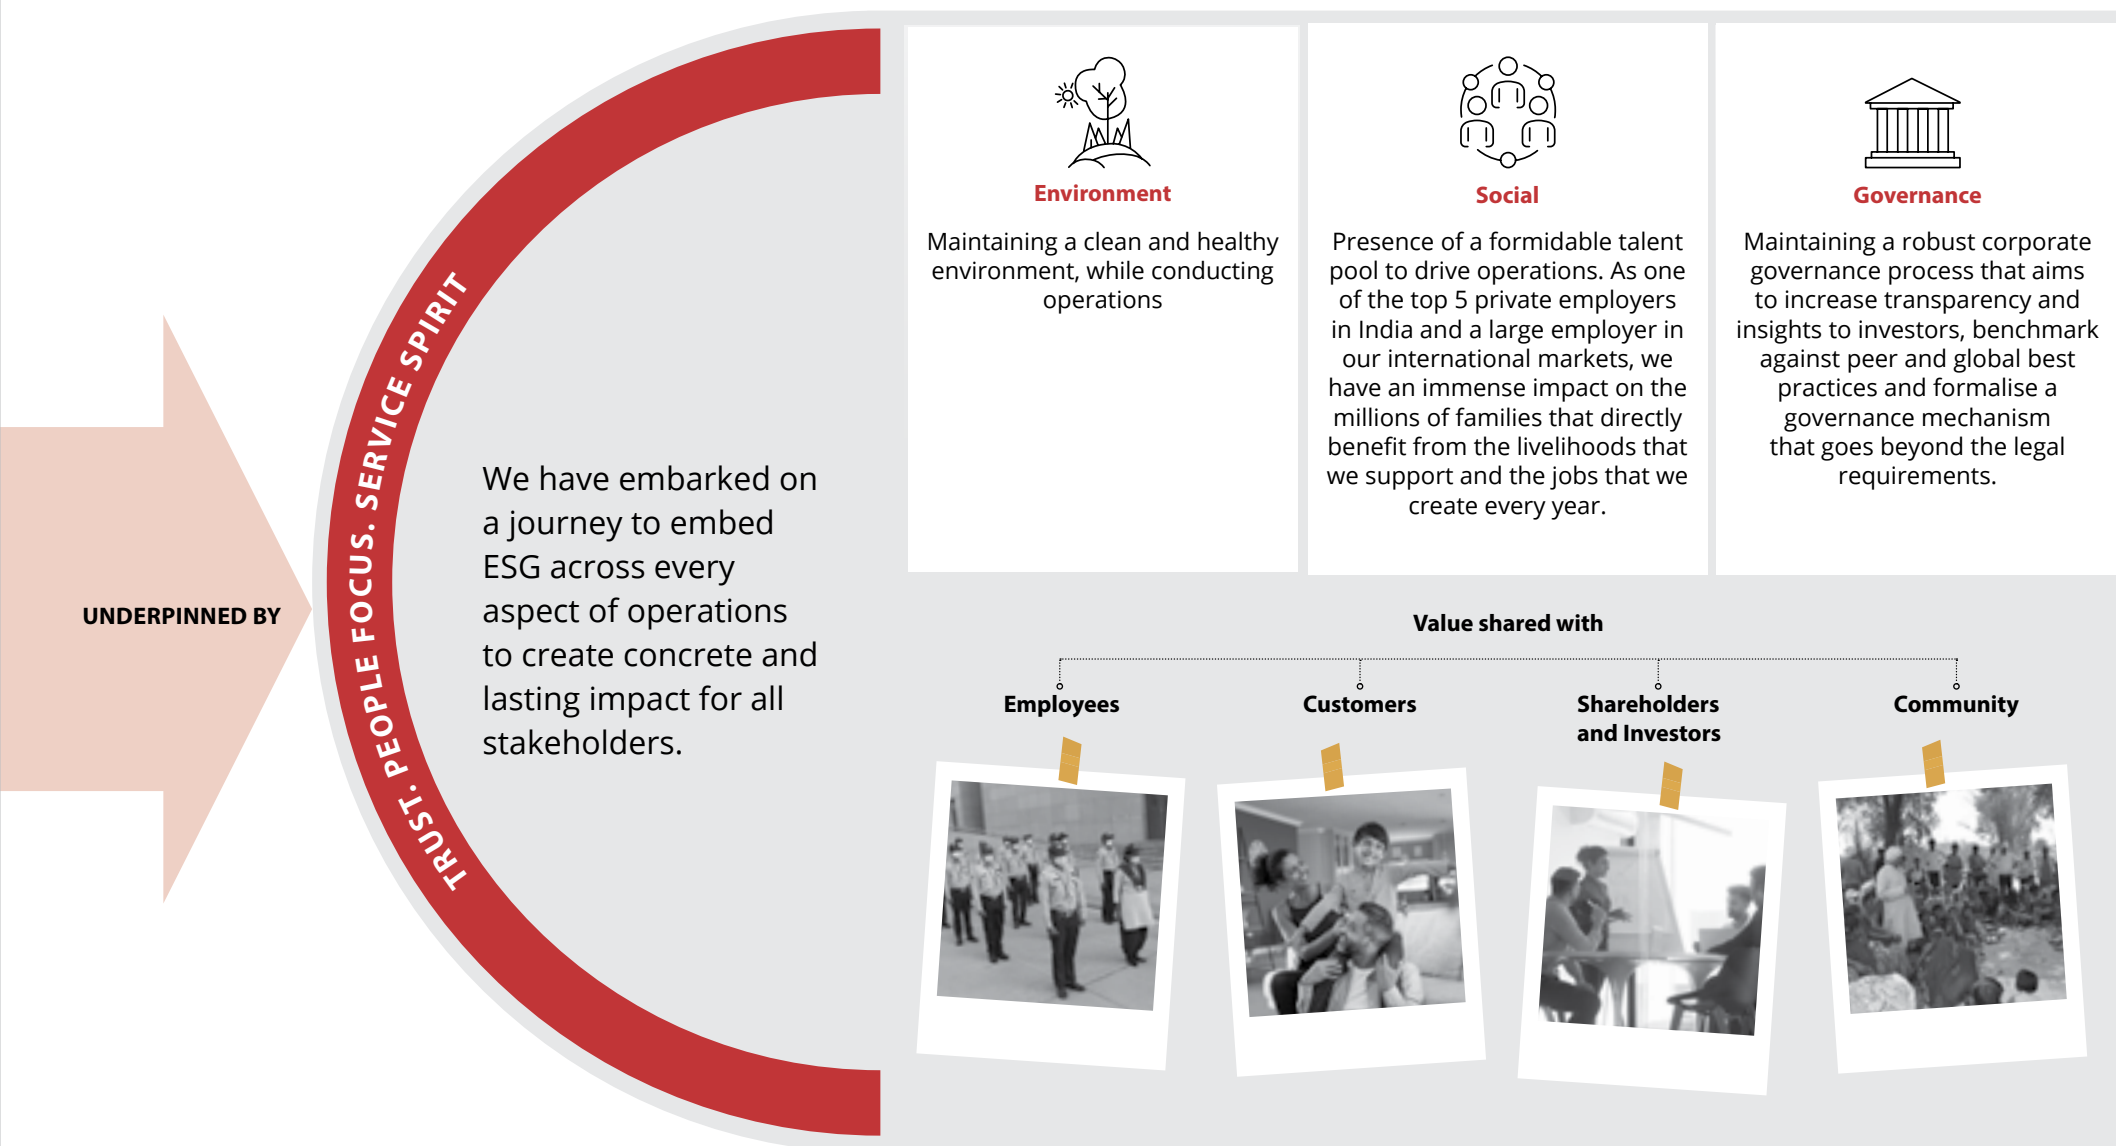 UNDERPINNED BY
TRUST. PEOPLE FOCUS. SERVICE SPIRIT
We have embarked on
a journey to embed
ESG across every
aspect of operations
to create concrete and
lasting impact for all
stakeholders.
Environment
Maintaining a clean and healthy
environment, while conducting
operations
Social
Presence of a formidable talent
pool to drive operations. As one
of the top 5 private employers
in India and a large employer in
our international markets, we
have an immense impact on the
millions of families that directly
benefit from the livelihoods that
we support and the jobs that we
create every year.
Governance
Maintaining a robust corporate
governance process that aims
to increase transparency and
insights to investors, benchmark
against peer and global best
practices and formalise a
governance mechanism
that goes beyond the legal
requirements.
Value shared with
Employees
Customers
Shareholders
and Investors
Community